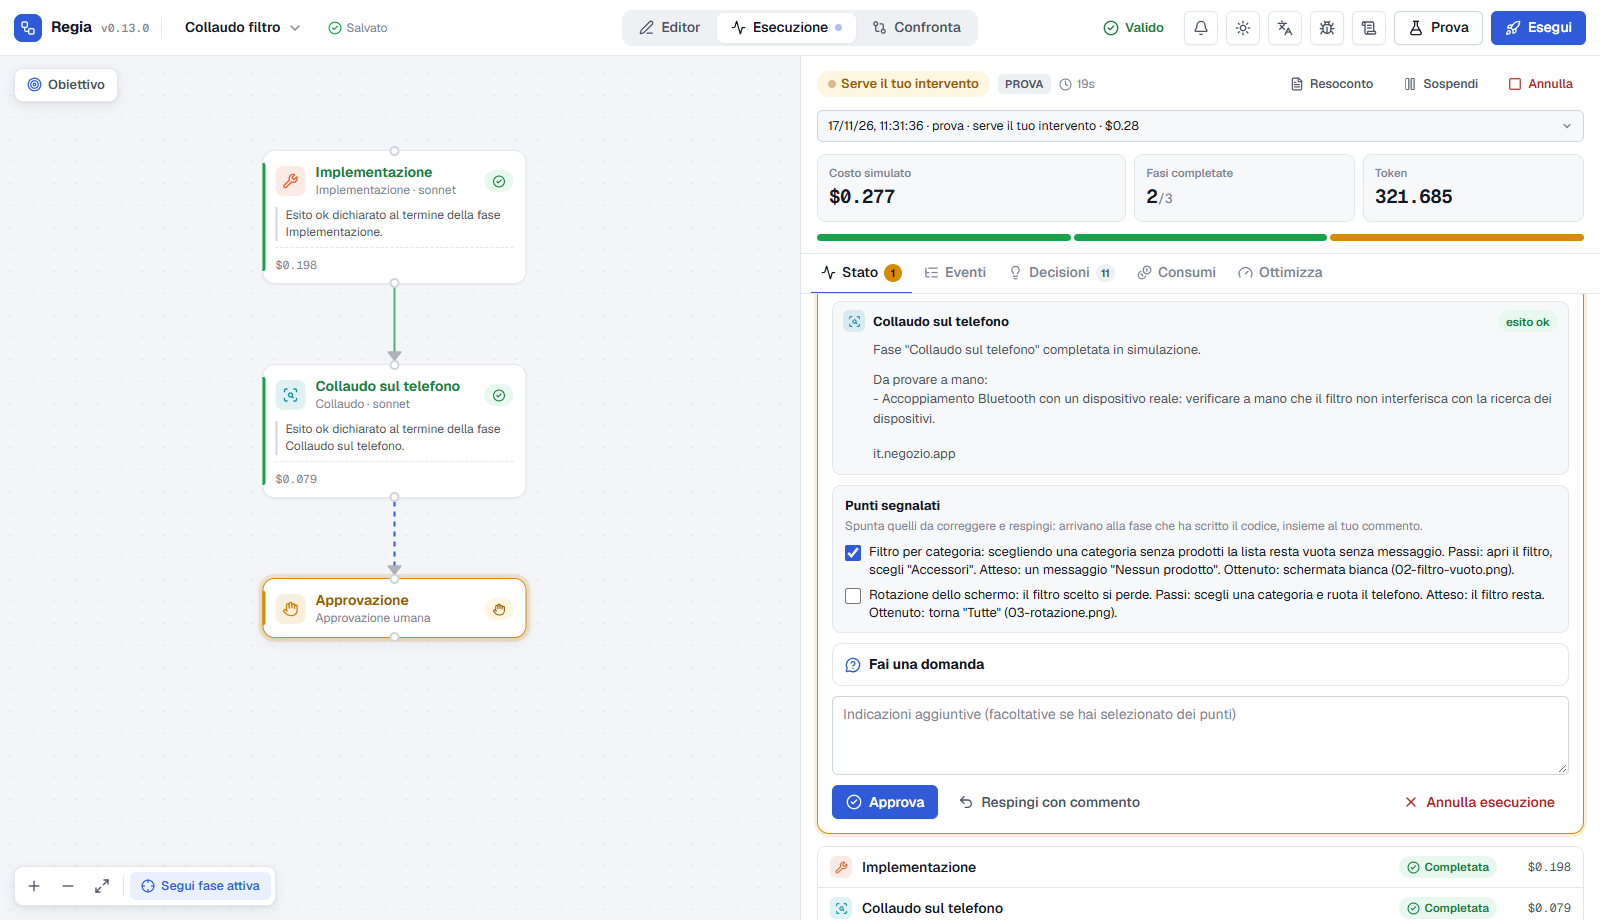 Regia v0.13.0
Collaudo filtro
Salvato
Editor
Esecuzione
Confronta
Valido
Prova
Esegui
Obiettivo
Implementazione
Implementazione · sonnet
Esito ok dichiarato al termine della fase
Implementazione.
$0.198
Collaudo sul telefono
Collaudo · sonnet
Esito ok dichiarato al termine della fase
Collaudo sul telefono.
$0.079
Approvazione
Approvazione umana
Segui fase attiva
Serve il tuo intervento
PROVA
19s
Resoconto
Sospendi
Annulla
17/11/26, 11:31:36 · prova · serve il tuo intervento · $0.28
Costo simulato
$0.277
Fasi completate
2/3
Token
321.685
Stato 1
Eventi
Decisioni 11
Consumi
Ottimizza
Collaudo sul telefono
esito ok
Fase "Collaudo sul telefono" completata in simulazione.
Da provare a mano:
- Accoppiamento Bluetooth con un dispositivo reale: verificare a mano che il filtro non interferisca con la ricerca dei
dispositivi.
it.negozio.app
Punti segnalati
Spunta quelli da correggere e respingi: arrivano alla fase che ha scritto il codice, insieme al tuo commento.
Filtro per categoria: scegliendo una categoria senza prodotti la lista resta vuota senza messaggio. Passi: apri il filtro,
scegli "Accessori". Atteso: un messaggio "Nessun prodotto". Ottenuto: schermata bianca (02-filtro-vuoto.png).
Rotazione dello schermo: il filtro scelto si perde. Passi: scegli una categoria e ruota il telefono. Atteso: il filtro resta.
Ottenuto: torna "Tutte" (03-rotazione.png).
Fai una domanda
Indicazioni aggiuntive (facoltative se hai selezionato dei punti)
Approva
Respingi con commento
Annulla esecuzione
Implementazione
Completata
$0.198
Collaudo sul telefono
Completata
$0.079